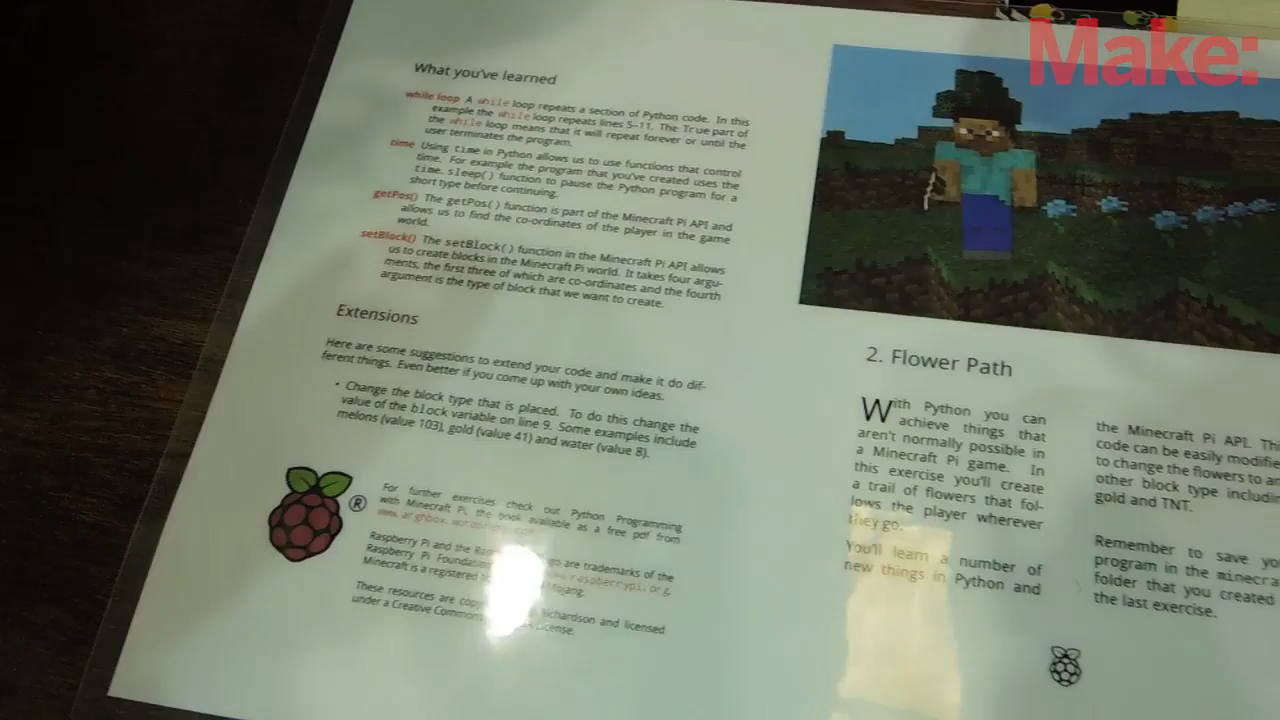 Make:
What you've learned
while loop A while loop repeats a section of Python code. In this
example the while loop repeats lines 5–11. The True part of
the while loop means that it will repeat forever or until the
user terminates the program.
time Using time in Python allows us to use functions that control
time. For example the program that you've created uses the
time.sleep() function to pause the Python program for a
short type before continuing.
getPos() The getPos() function is part of the Minecraft Pi API and
allows us to find the co-ordinates of the player in the game
world.
setBlock() The setBlock() function in the Minecraft Pi API allows
us to create blocks in the Minecraft Pi world. It takes four argu-
ments, the first three of which are co-ordinates and the fourth
argument is the type of block that we want to create.
Extensions
Here are some suggestions to extend your code and make it do dif-
ferent things. Even better if you come up with your own ideas.
• Change the block type that is placed. To do this change the
value of the block variable on line 9. Some examples include
melons (value 103), gold (value 41) and water (value 8).
®
For further exercises check out Python Programming
with Minecraft Pi, the book available as a free pdf from
www.arghbox.wordpress.com
Raspberry Pi and the go are trademarks of the
Raspberry Pi Foundation raspberrypi.org.
Minecraft is a registered Mojang.
These resources are Richardson and licensed
under a Creative Commons License.
2. Flower Path
With Python you can
achieve things that
aren't normally possible in
a Minecraft Pi game. In
this exercise you'll create
a trail of flowers that fol-
lows the player wherever
they go.
You'll learn a number of
new things in Python and
the Minecraft Pi API.
code can be easily
to change the flowers to
other block type
gold and TNT.
Remember to save
program in the
folder that you created
the last exercise.